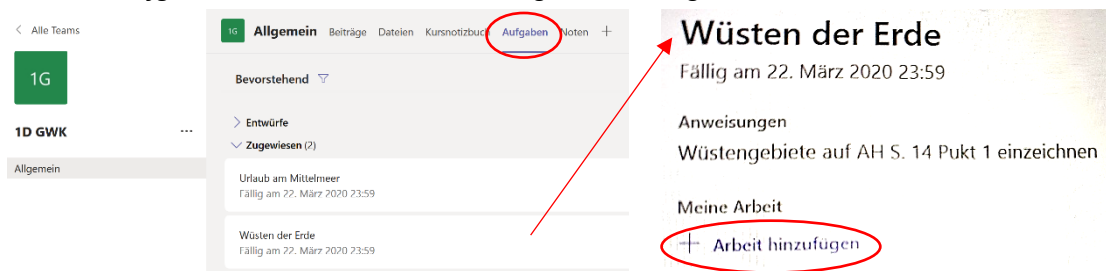 < Alle Teams
1G
1D GWK ...
Allgemein
1G Allgemein Beiträge Dateien Kursnotizbuch Aufgaben Noten +
Bevorstehend
Entwürfe
Zugewiesen (2)
Urlaub am Mittelmeer
Fällig am 22. März 2020 23:59
Wüsten der Erde
Fällig am 22. März 2020 23:59
Wüsten der Erde
Fällig am 22. März 2020 23:59
Anweisungen
Wüstengebiete auf AH S. 14 Pukt 1 einzeichnen
Meine Arbeit
+ Arbeit hinzufügen